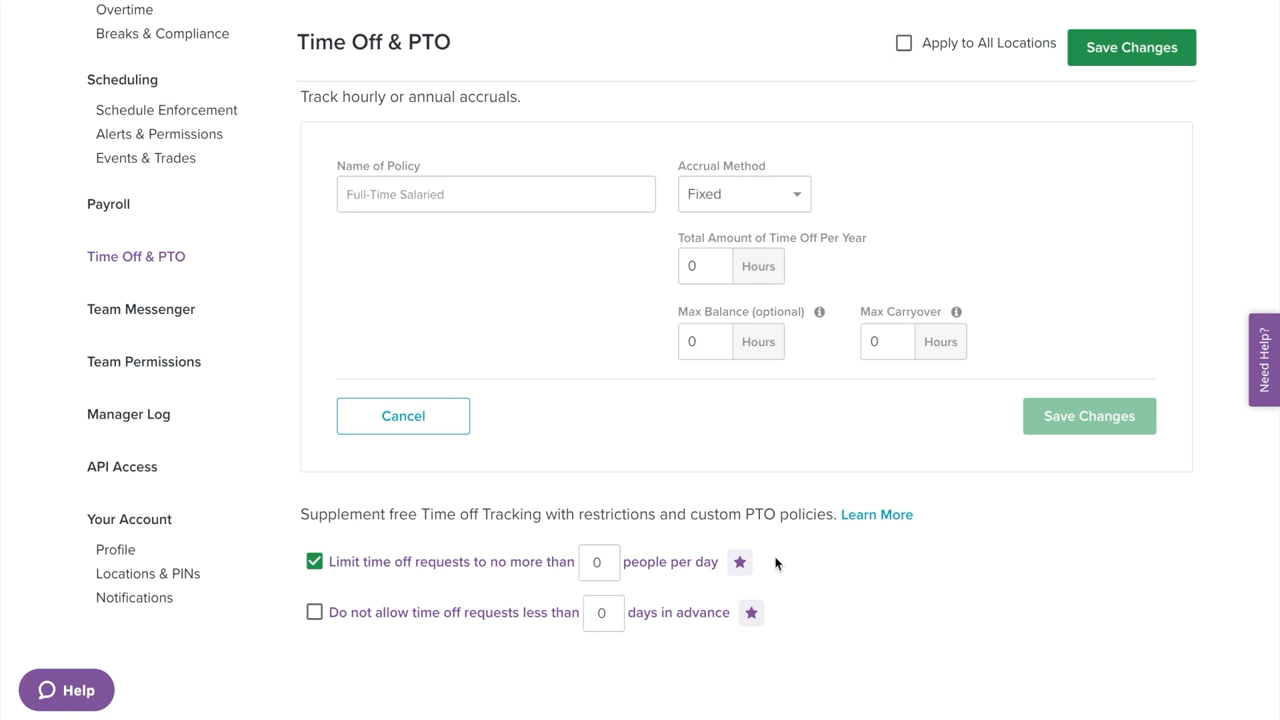 Overtime
Breaks & Compliance
Scheduling
Schedule Enforcement
Alerts & Permissions
Events & Trades
Payroll
Time Off & PTO
Team Messenger
Team Permissions
Manager Log
API Access
Your Account
Profile
Locations & PINs
Notifications
Help
Time Off & PTO
Apply to All Locations
Save Changes
Track hourly or annual accruals.
Name of Policy
Full-Time Salaried
Accrual Method
Fixed
Total Amount of Time Off Per Year
0 Hours
Max Balance (optional)
0 Hours
Max Carryover
0 Hours
Cancel
Save Changes
Supplement free Time off Tracking with restrictions and custom PTO policies. Learn More
Limit time off requests to no more than 0 people per day
Do not allow time off requests less than 0 days in advance
Need Help?